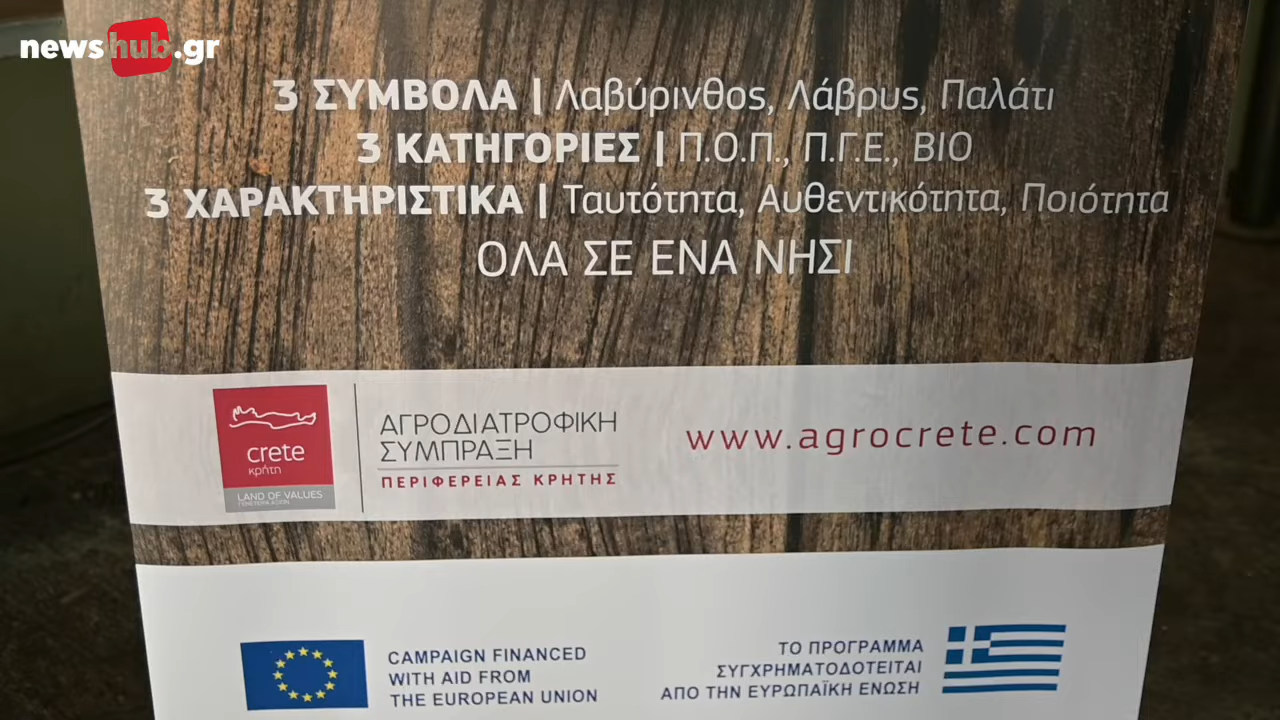 newshub.gr
3 ΣΥΜΒΟΛΑ | Λαβύρινθος, Λάβρυς, Παλάτι
3 ΚΑΤΗΓΟΡΙΕΣ | Π.Ο.Π., Π.Γ.Ε., ΒΙΟ
3 ΧΑΡΑΚΤΗΡΙΣΤΙΚΑ | Ταυτότητα, Αυθεντικότητα, Ποιότητα
ΟΛΑ ΣΕ ΕΝΑ ΝΗΣΙ
crete
κρήτη
LAND OF VALUES
ΓΕΝΕΤΕΙΡΑ ΑΞΙΩΝ
ΑΓΡΟΔΙΑΤΡΟΦΙΚΗ
ΣΥΜΠΡΑΞΗ
ΠΕΡΙΦΕΡΕΙΑΣ ΚΡΗΤΗΣ
www.agrocrete.com
CAMPAIGN FINANCED
WITH AID FROM
THE EUROPEAN UNION
ΤΟ ΠΡΟΓΡΑΜΜΑ
ΣΥΓΧΡΗΜΑΤΟΔΟΤΕΙΤΑΙ
ΑΠΟ ΤΗΝ ΕΥΡΩΠΑΪΚΗ ΕΝΩΣΗ